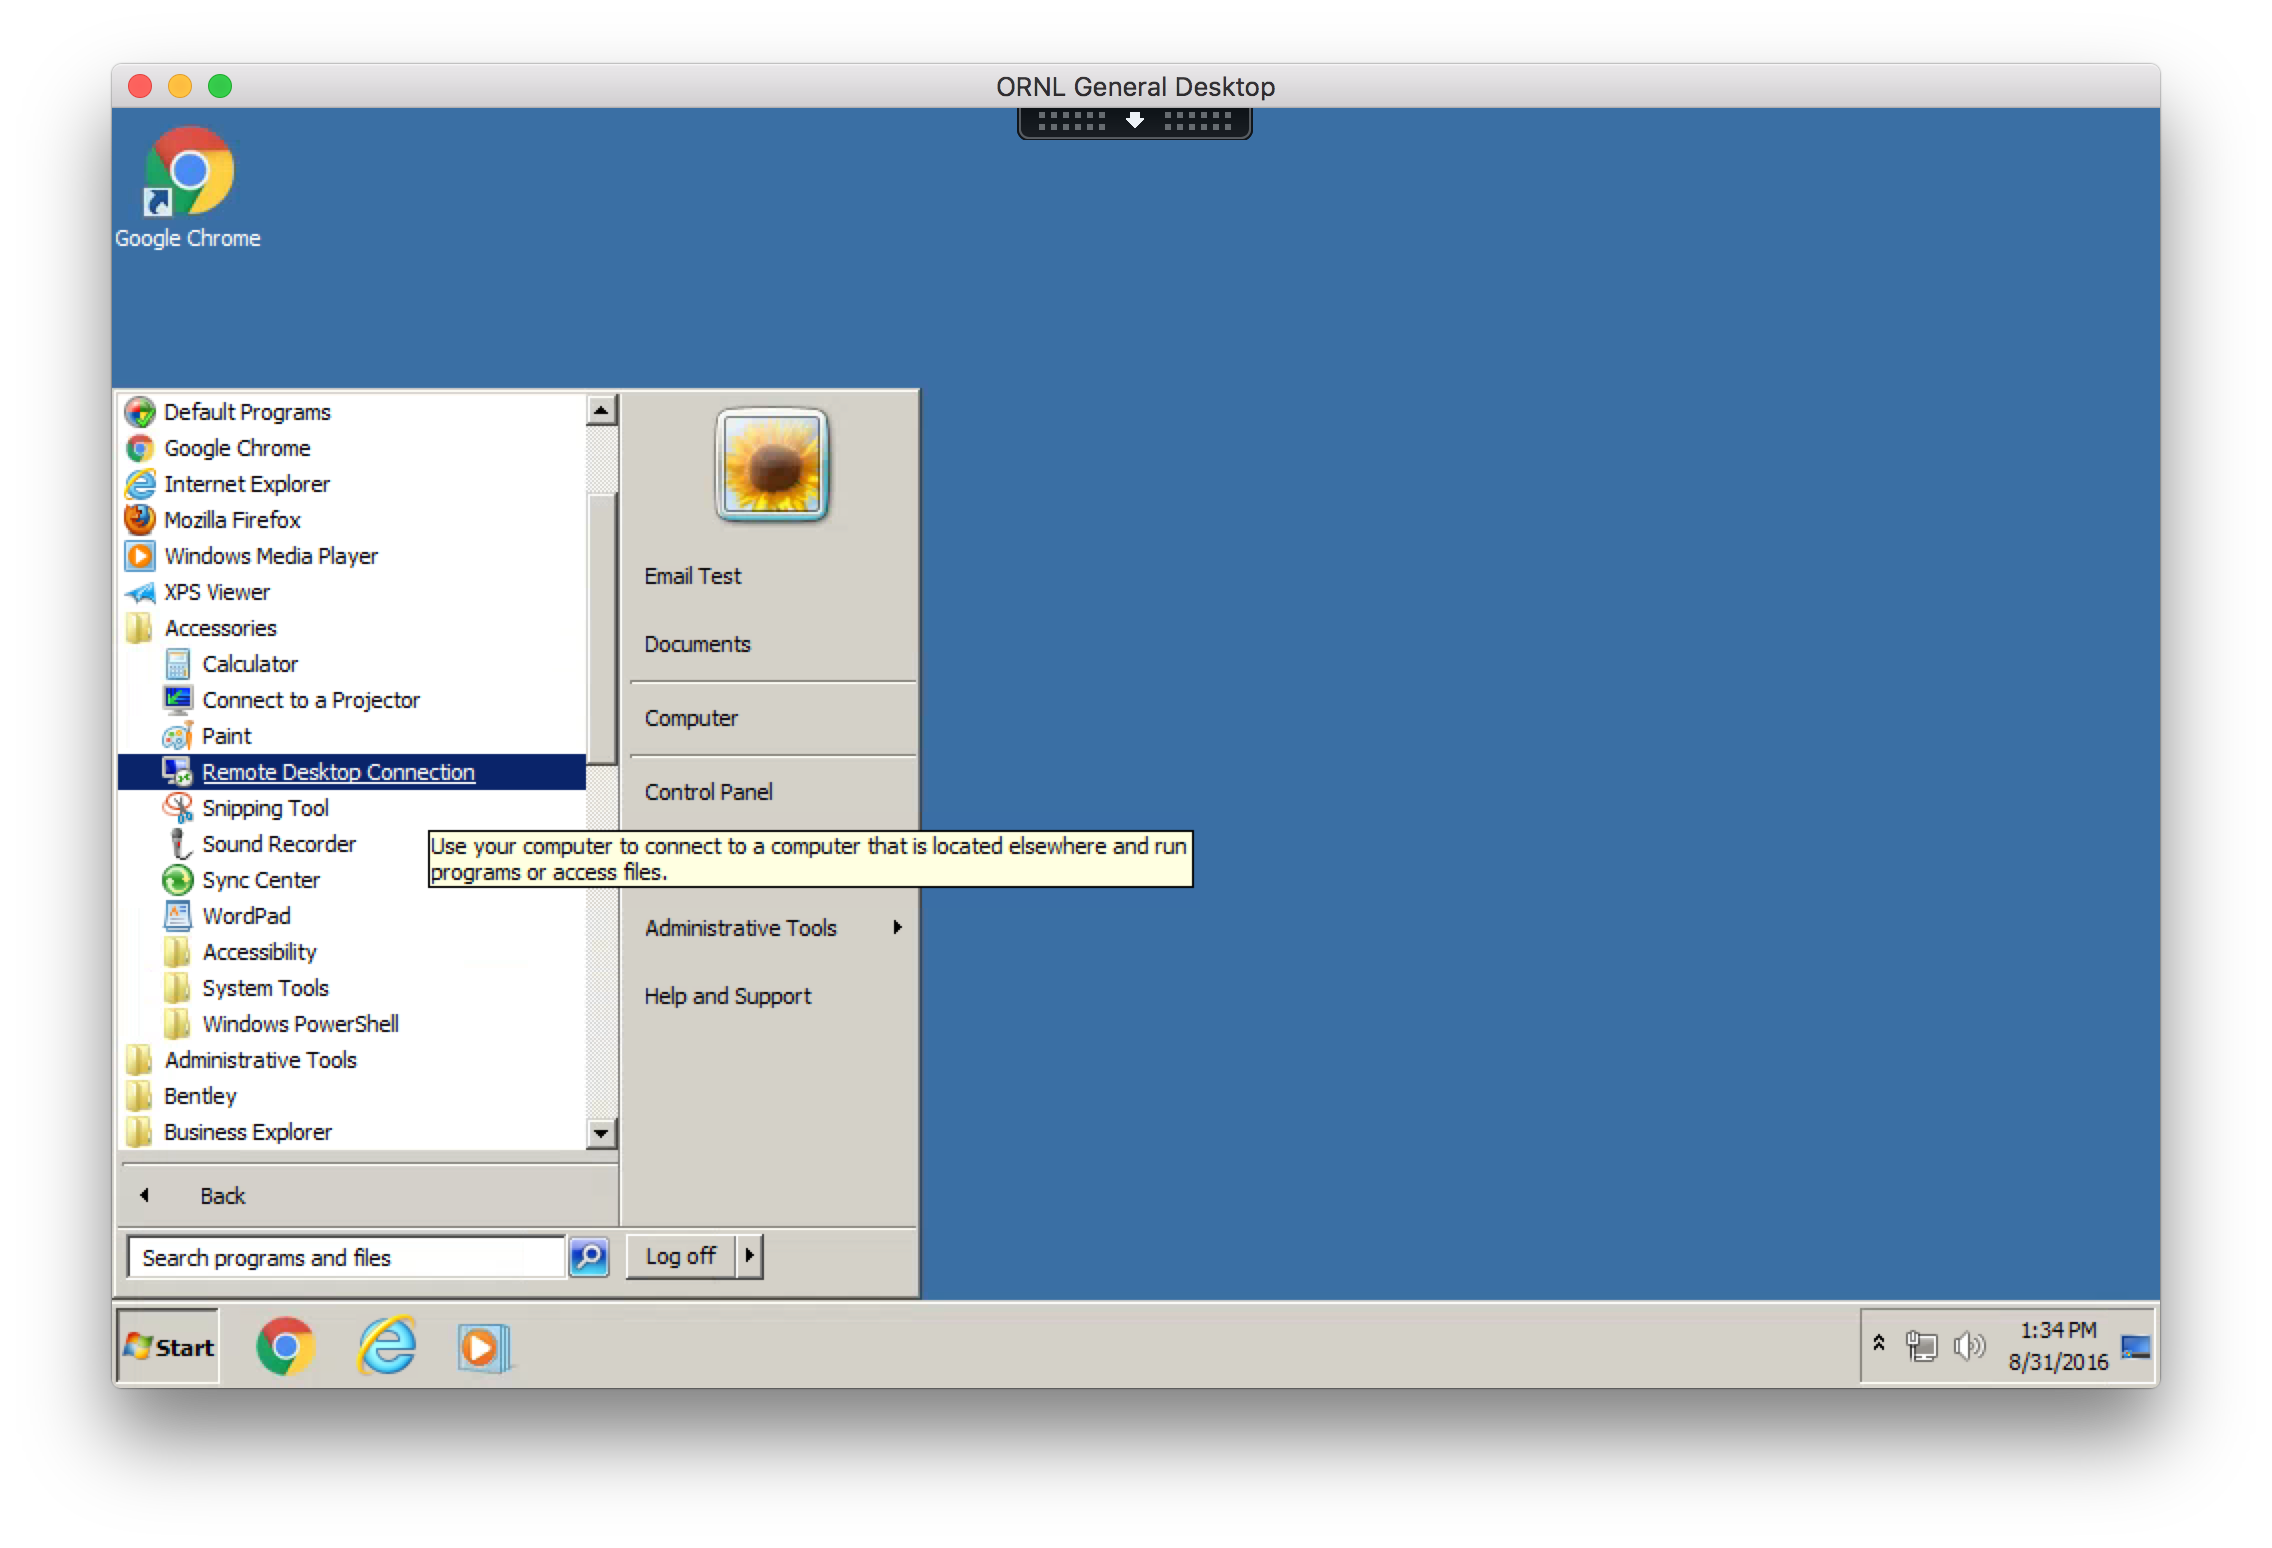 ORNL General Desktop
Google Chrome
Default Programs
Google Chrome
Internet Explorer
Mozilla Firefox
Windows Media Player
XPS Viewer
Accessories
Calculator
Connect to a Projector
Paint
Remote Desktop Connection
Snipping Tool
Sound Recorder
Sync Center
WordPad
Accessibility
System Tools
Windows PowerShell
Administrative Tools
Bentley
Business Explorer
Back
Search programs and files
Email Test
Documents
Computer
Control Panel
Use your computer to connect to a computer that is located elsewhere and run
programs or access files.
Administrative Tools
Help and Support
Log off
Start
1:34 PM
8/31/2016